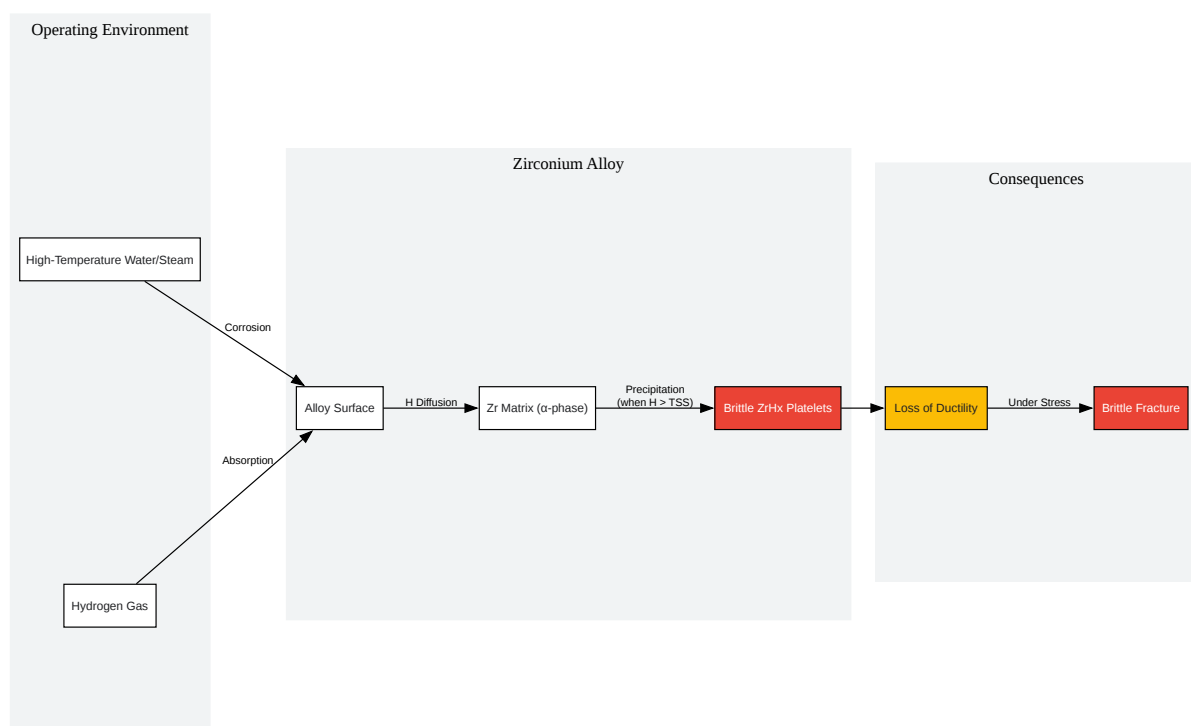 Operating Environment
High-Temperature Water/Steam
Corrosion
Absorption
Hydrogen Gas
Zirconium Alloy
Alloy Surface
H Diffusion
Zr Matrix (α-phase)
Precipitation
(when H > TSS)
Brittle ZrHx Platelets
Consequences
Loss of Ductility
Under Stress
Brittle Fracture